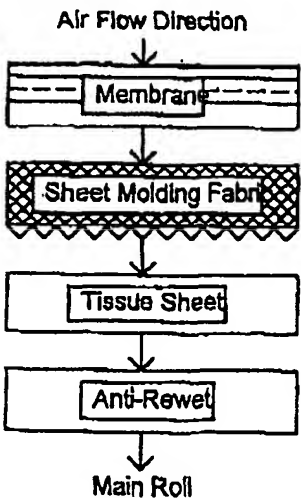 Air Flow Direction
Membrane
Sheet Molding Fabri
Tissue Sheet
Anti-Rewet
Main Roll